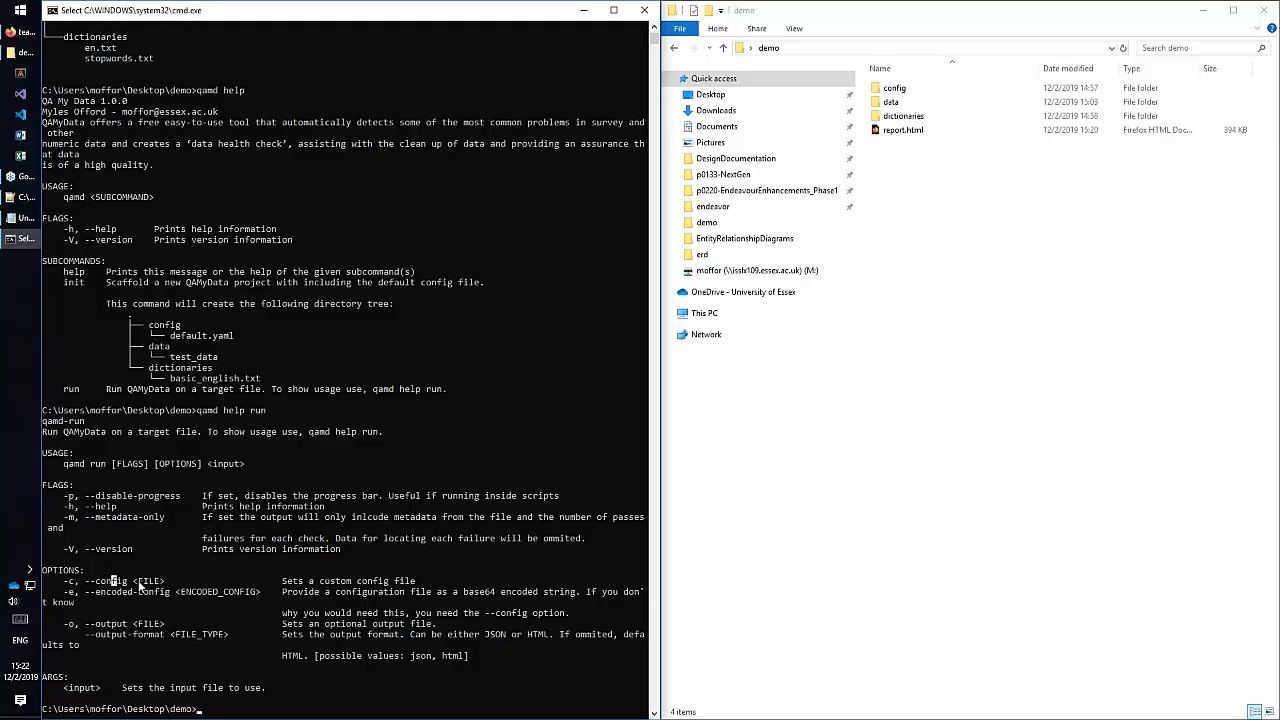 Select C:\WINDOWS\system32\cmd.exe
└──dictionaries
en.txt
stopwords.txt
C:\Users\moffor\Desktop\demo>qamd help
QA My Data 1.0.0
Myles Offord - moffor@essex.ac.uk
QAMyData offers a free easy-to-use tool that automatically detects some of the most common problems in survey and
other
numeric data and creates a ‘data health check’, assisting with the clean up of data and providing an assurance th
at data
is of a high quality.
USAGE:
qamd <SUBCOMMAND>
FLAGS:
-h, --help Prints help information
-V, --version Prints version information
SUBCOMMANDS:
help Prints this message or the help of the given subcommand(s)
init Scaffold a new QAMyData project with including the default config file.
This command will create the following directory tree:
.
├── config
│ └── default.yaml
├── data
│ └── test_data
└── dictionaries
└── basic_english.txt
run Run QAMyData on a target file. To show usage use, qamd help run.
C:\Users\moffor\Desktop\demo>qamd help run
qamd-run
Run QAMyData on a target file. To show usage use, qamd help run.
USAGE:
qamd run [FLAGS] [OPTIONS] <input>
FLAGS:
-p, --disable-progress If set, disables the progress bar. Useful if running inside scripts
-h, --help Prints help information
-m, --metadata-only If set the output will only inlcude metadata from the file and the number of passes
and
failures for each check. Data for locating each failure will be ommited.
-V, --version Prints version information
OPTIONS:
-c, --config <FILE> Sets a custom config file
-e, --encoded-config <ENCODED_CONFIG> Provide a configuration file as a base64 encoded string. If you don'
t know
why you would need this, you need the --config option.
-o, --output <FILE> Sets an optional output file.
--output-format <FILE_TYPE> Sets the output format. Can be either JSON or HTML. If ommited, defa
ults to
HTML. [possible values: json, html]
ARGS:
<input> Sets the input file to use.
C:\Users\moffor\Desktop\demo>
tea...
de...
Go...
C:\...
Un...
Sel...
ENG
15:22
12/2/2019
demo
File Home Share View
demo
Search demo
Quick access
Desktop
Downloads
Documents
Pictures
DesignDocumentation
p0133-NextGen
p0220-EndeavourEnhancements_Phase1
endeavor
demo
EntityRelationshipDiagrams
erd
moffor (\\isslx109.essex.ac.uk) (M:)
OneDrive - University of Essex
This PC
Network
Name Date modified Type Size
config 12/2/2019 14:57 File folder
data 12/2/2019 15:03 File folder
dictionaries 12/2/2019 14:58 File folder
report.html 12/2/2019 15:20 Firefox HTML Doc... 394 KB
4 items